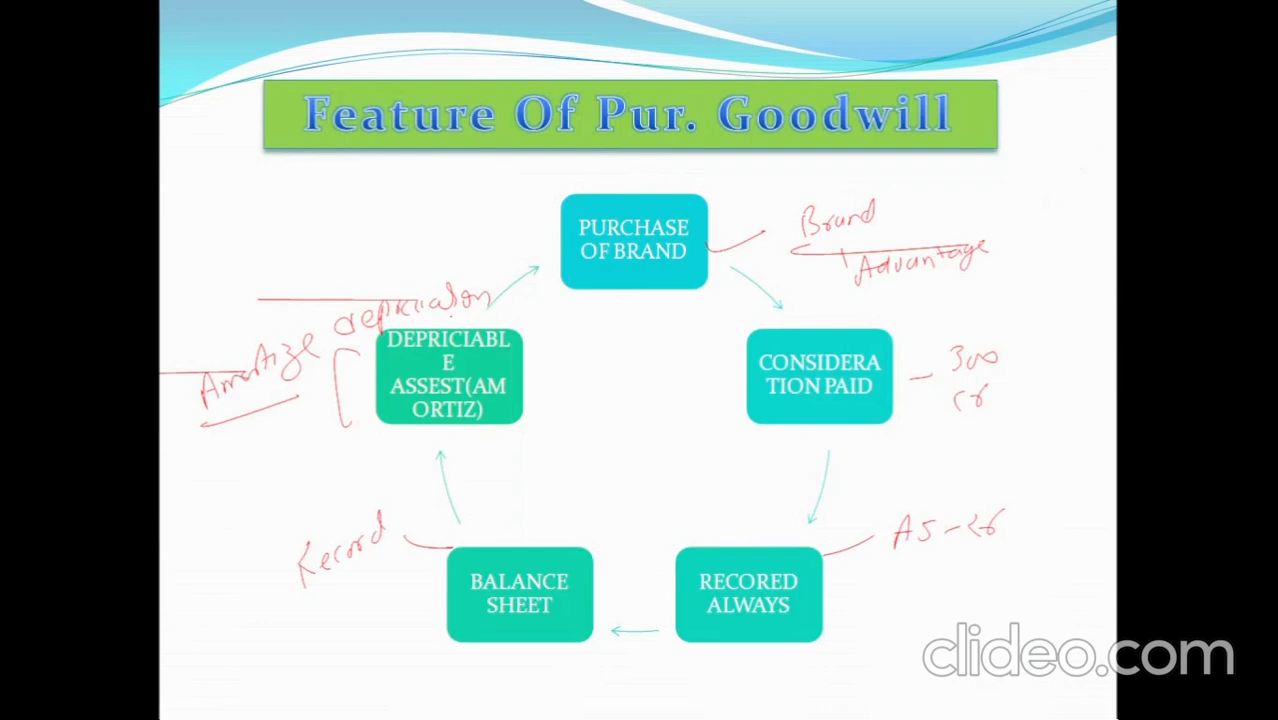 Feature Of Pur. Goodwill
PURCHASE
OF BRAND
Brand
Advantage
CONSIDERA
TION PAID
300
cr
RECORED
ALWAYS
AS-26
BALANCE
SHEET
Record
DEPRICIABL
E
ASSEST(AM
ORTIZ)
depriciation
Amortize
clideo.com